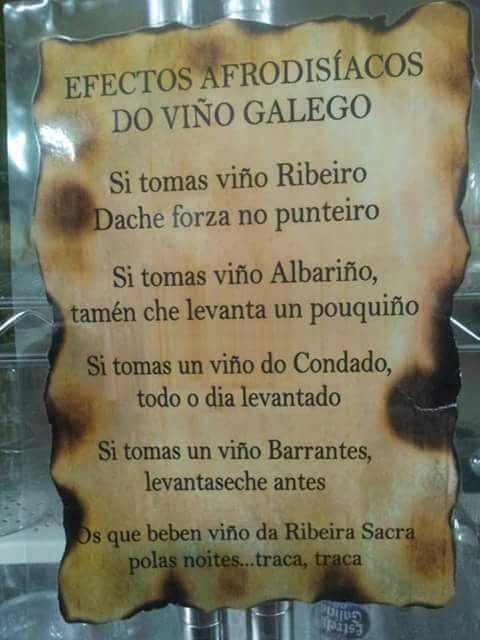 EFECTOS AFRODISÍACOS
DO VIÑO GALEGO
Si tomas viño Ribeiro
Dache forza no punteiro
Si tomas viño Albariño,
tamén che levanta un pouquiño
Si tomas un viño do Condado,
todo o dia levantado
Si tomas un viño Barrantes,
levantaseche antes
Os que beben viño da Ribeira Sacra
polas noites...traca, traca